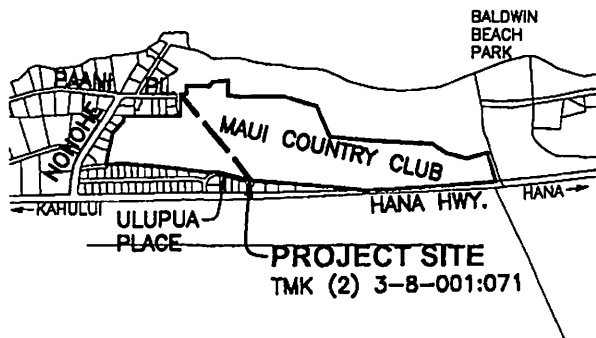 BALDWIN
BEACH
PARK
PAANI PL
NONOHE
MAUI COUNTRY CLUB
KAHULUI
ULUPUA
PLACE
HANA HWY.
HANA
PROJECT SITE
TMK (2) 3-8-001:071